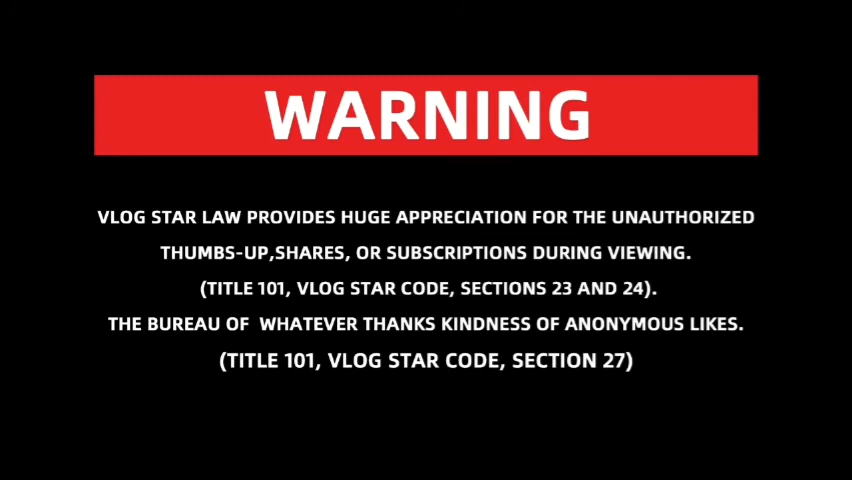 WARNING
VLOG STAR LAW PROVIDES HUGE APPRECIATION FOR THE UNAUTHORIZED
THUMBS-UP,SHARES, OR SUBSCRIPTIONS DURING VIEWING.
(TITLE 101, VLOG STAR CODE, SECTIONS 23 AND 24).
THE BUREAU OF  WHATEVER THANKS KINDNESS OF ANONYMOUS LIKES.
(TITLE 101, VLOG STAR CODE, SECTION 27)